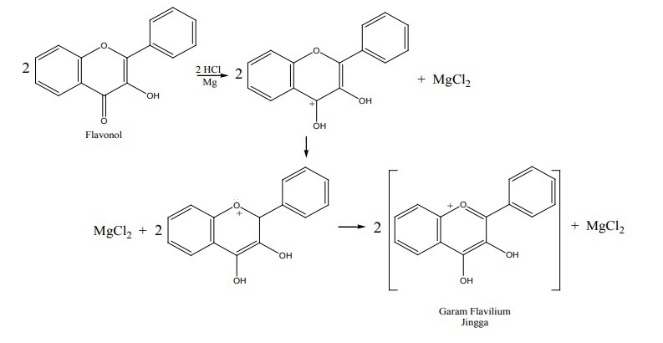 2
O
OH
O
Flavonol
2 HCl
Mg
2
O
OH
+
OH
+ MgCl₂
MgCl₂ + 2
O
+
OH
OH
2
+ O
OH
OH
+ MgCl₂
Garam Flavilium
Jingga